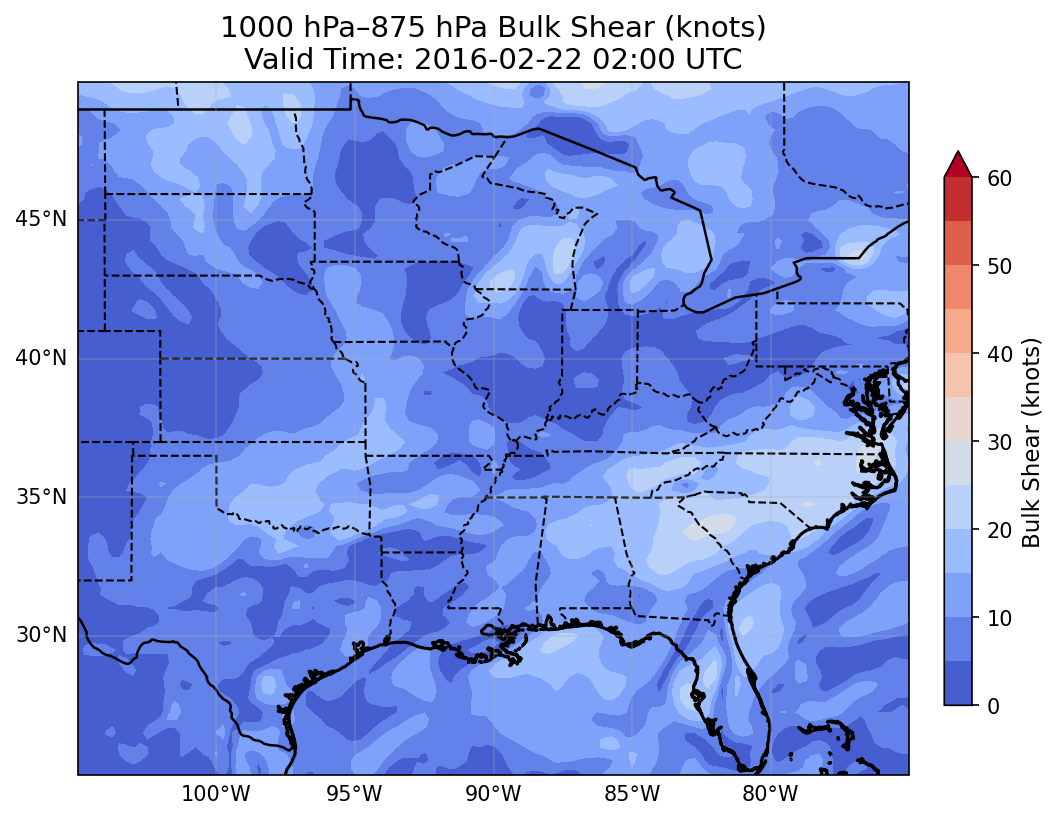 1000 hPa–875 hPa Bulk Shear (knots)
Valid Time: 2016-02-22 02:00 UTC
45°N
40°N
35°N
30°N
100°W
95°W
90°W
85°W
80°W
60
50
40
30
20
10
0
Bulk Shear (knots)